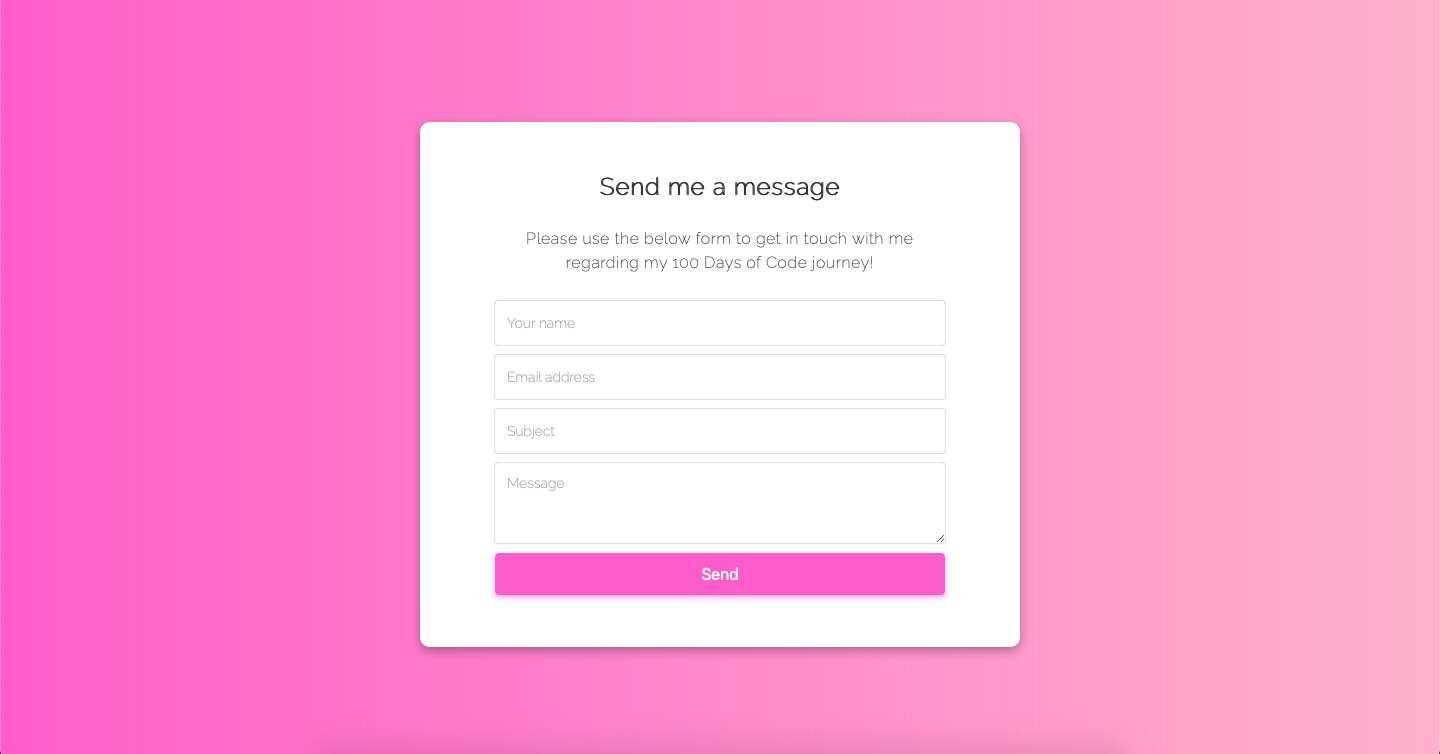 Send me a message
Please use the below form to get in touch with me
regarding my 100 Days of Code journey!
Your name
Email address
Subject
Message
Send